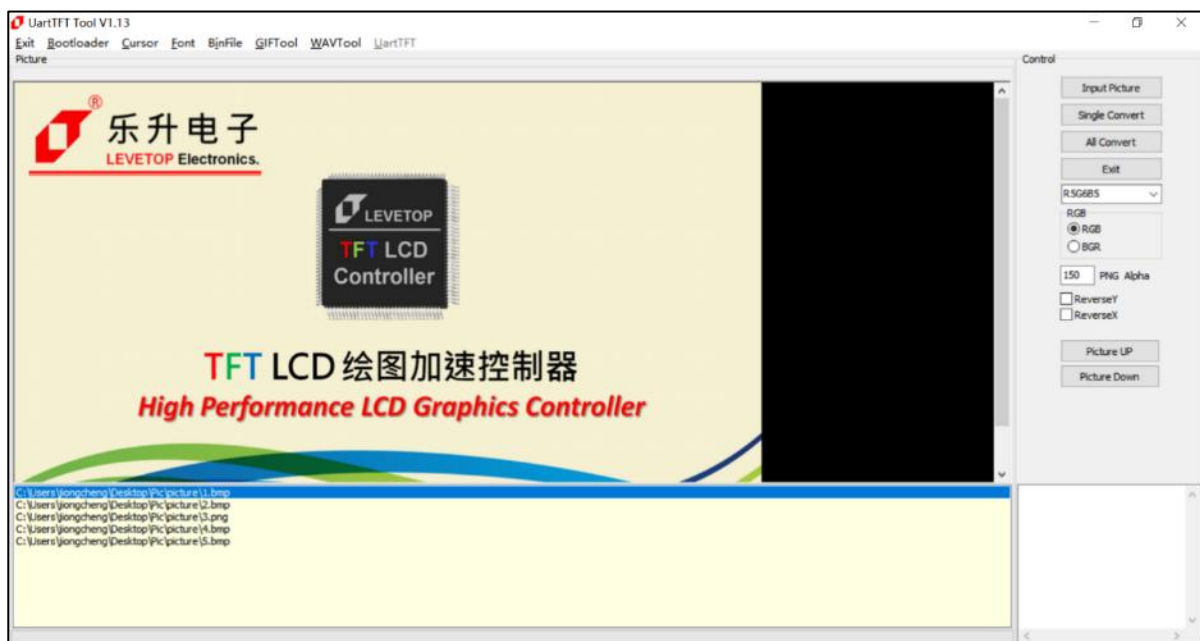 UartTFT Tool V1.13
Exit Bootloader Cursor Font BinFile GIFTool WAVTool UartTFT
Picture
Control
®
乐升电子
LEVETOP Electronics.
LEVETOP
TFT LCD
Controller
TFT LCD 绘图加速控制器
High Performance LCD Graphics Controller
Input Picture
Single Convert
All Convert
Exit
R5G6B5
RGB
RGB
BGR
150 PNG Alpha
ReverseY
ReverseX
Picture UP
Picture Down
C:\Users\jiongcheng\Desktop\Pic\picture\1.bmp
C:\Users\jiongcheng\Desktop\Pic\picture\2.bmp
C:\Users\jiongcheng\Desktop\Pic\picture\3.png
C:\Users\jiongcheng\Desktop\Pic\picture\4.bmp
C:\Users\jiongcheng\Desktop\Pic\picture\5.bmp